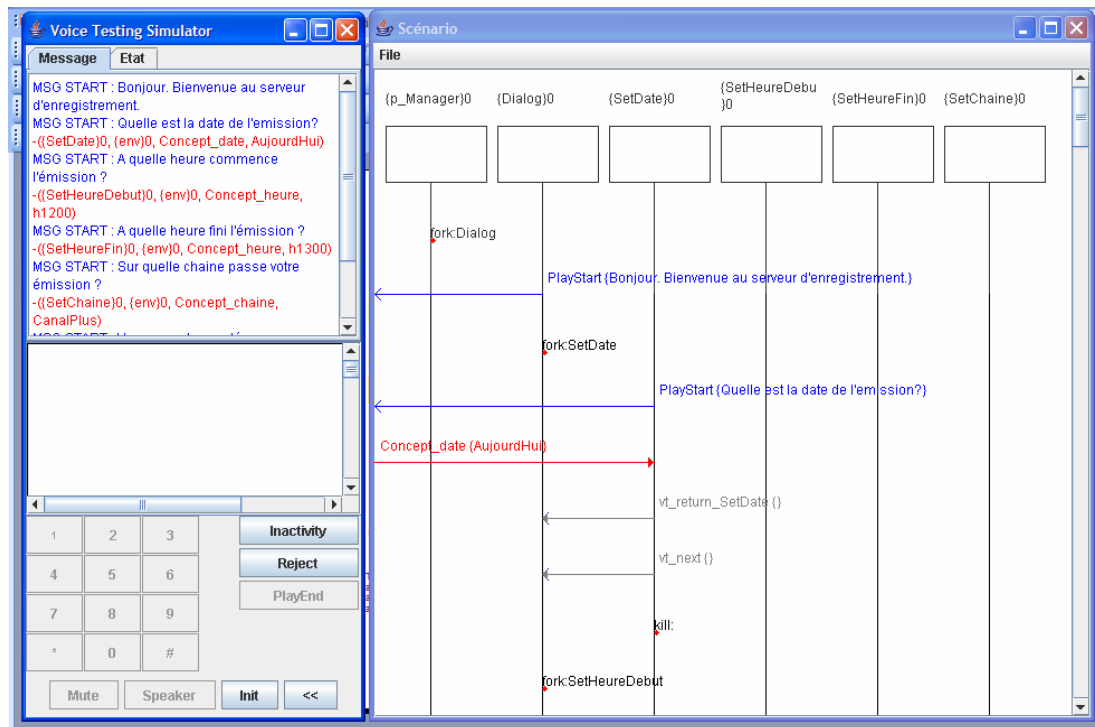 Voice Testing Simulator
Message
Etat
MSG START : Bonjour. Bienvenue au serveur
d'enregistrement.
MSG START : Quelle est la date de l'emission?
-({SetDate}0, {env}0, Concept_date, AujourdHui)
MSG START : A quelle heure commence
l'émission ?
-({SetHeureDebut}0, {env}0, Concept_heure,
h1200)
MSG START : A quelle heure fini l'émission ?
-({SetHeureFin}0, {env}0, Concept_heure, h1300)
MSG START : Sur quelle chaine passe votre
émission ?
-({SetChaine}0, {env}0, Concept_chaine,
CanalPlus)
1 2 3
4 5 6
7 8 9
* 0 #
Inactivity
Reject
PlayEnd
Mute
Speaker
Init
<<
Scénario
File
{p_Manager}0
{Dialog}0
{SetDate}0
{SetHeureDebu
}0
{SetHeureFin}0
{SetChaine}0
fork:Dialog
PlayStart {Bonjour. Bienvenue au serveur d'enregistrement.}
fork:SetDate
PlayStart {Quelle est la date de l'emission?}
Concept_date {AujourdHui}
vt_return_SetDate {}
vt_next {}
kill:
fork:SetHeureDebut